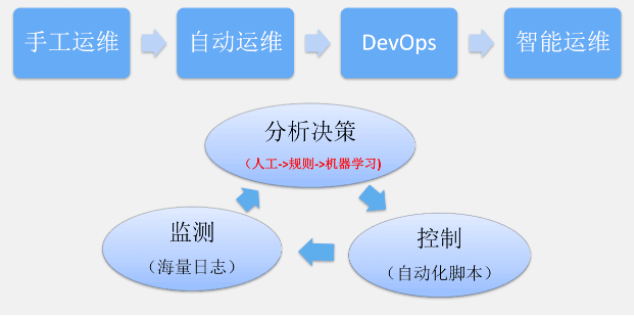 手工运维
自动运维
DevOps
智能运维
分析决策
（人工->规则->机器学习)
监测
（海量日志）
控制
（自动化脚本）